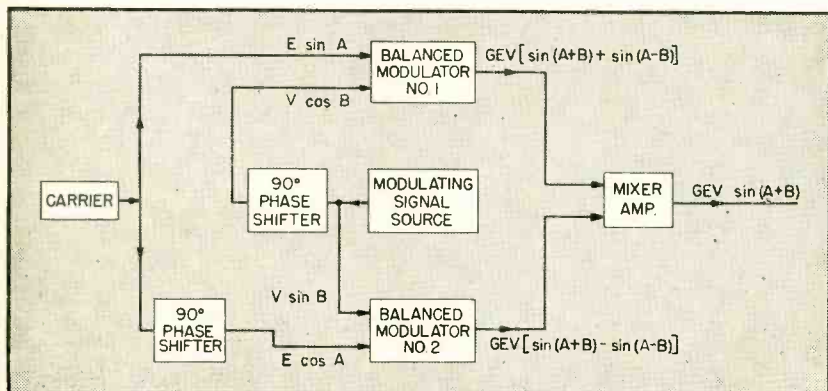 E sin A
BALANCED
MODULATOR
NO. 1
GEV [sin (A+B) + sin (A-B)]
V cos B
CARRIER
90°
PHASE
SHIFTER
MODULATING
SIGNAL
SOURCE
MIXER
AMP.
GEV sin(A+B)
V sin B
90°
PHASE
SHIFTER
E cos A
BALANCED
MODULATOR
NO. 2
GEV [sin(A+B) - sin(A-B)]